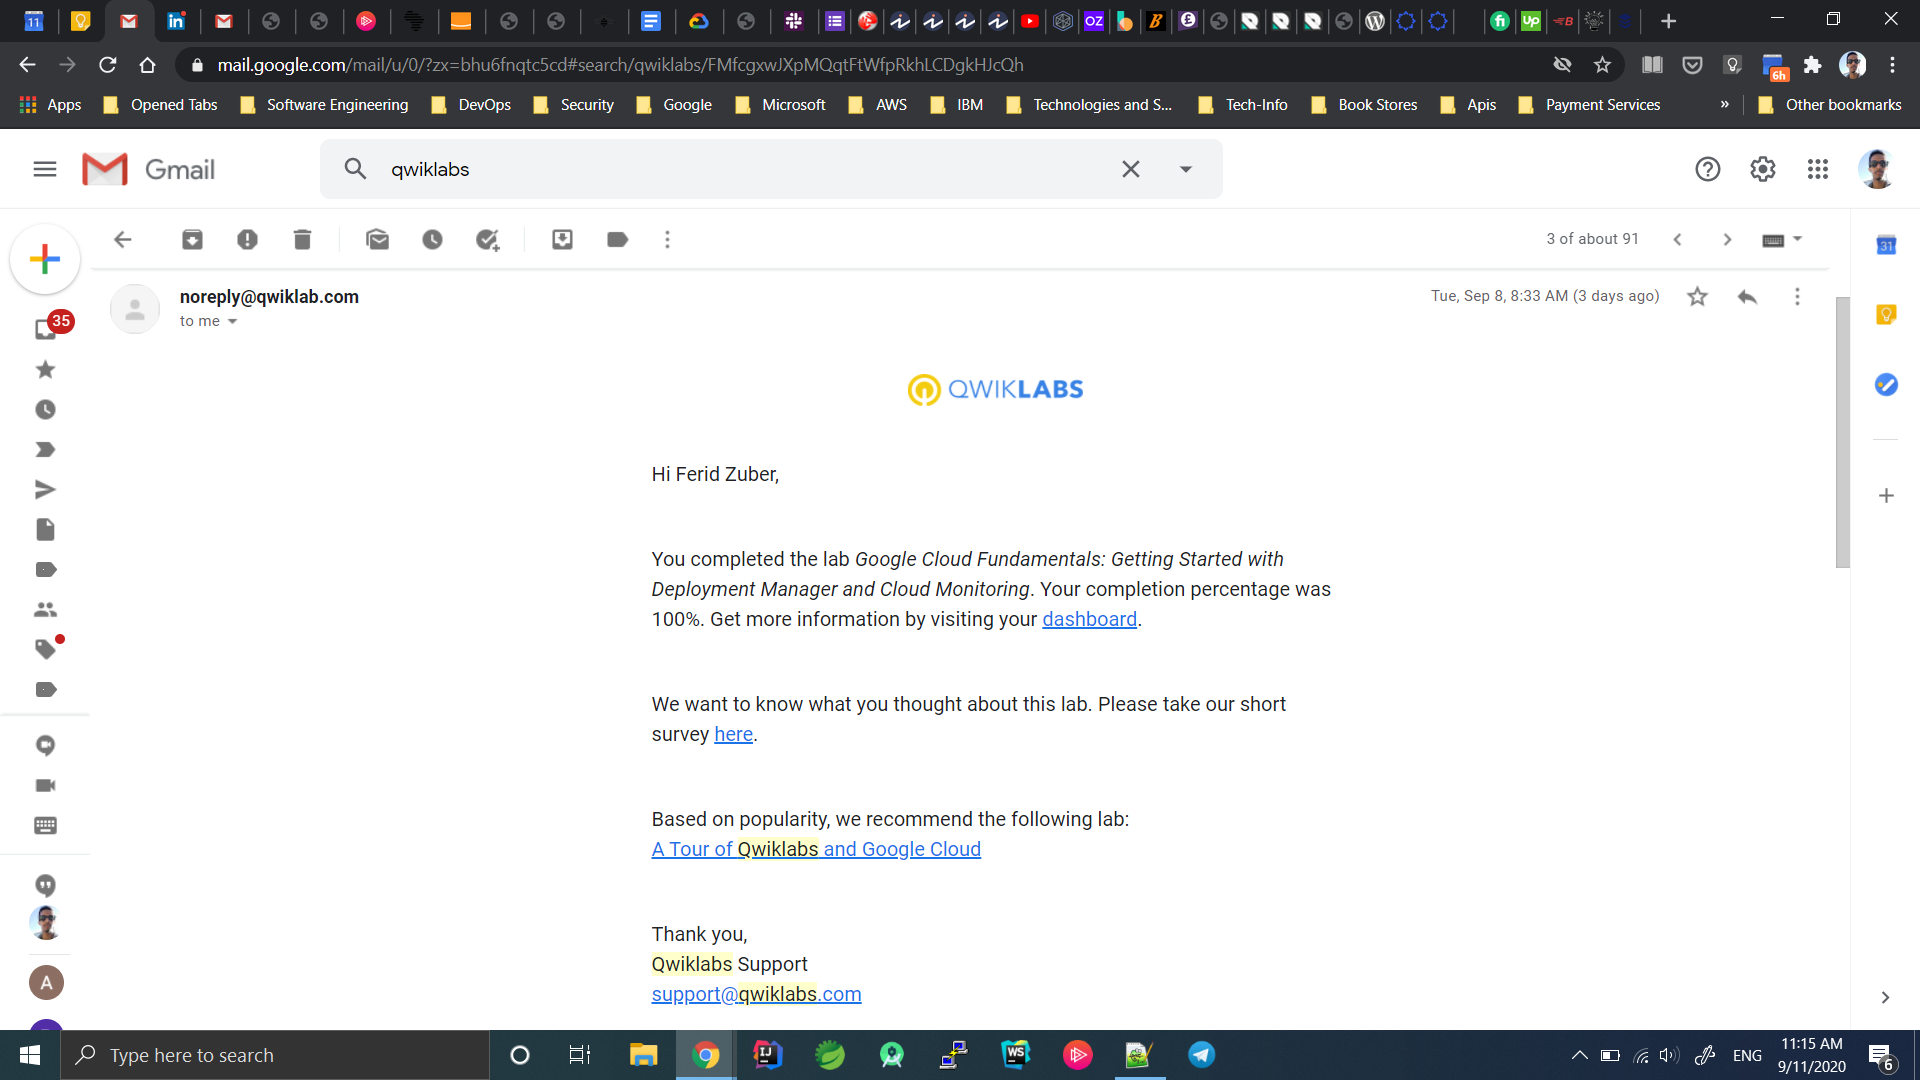 mail.google.com/mail/u/0/?zx=bhu6fnqtc5cd#search/qwiklabs/FMfcgxwJXpMQqtFtWfpRkhLCDgkHJcQh
6h
Apps Opened Tabs Software Engineering DevOps Security Google Microsoft AWS IBM Technologies and S... Tech-Info Book Stores Apis Payment Services » Other bookmarks
Gmail
qwiklabs
3 of about 91
35
noreply@qwiklab.com
Tue, Sep 8, 8:33 AM (3 days ago)
to me
QWIKLABS
Hi Ferid Zuber,
You completed the lab Google Cloud Fundamentals: Getting Started with
Deployment Manager and Cloud Monitoring. Your completion percentage was
100%. Get more information by visiting your dashboard.
We want to know what you thought about this lab. Please take our short
survey here.
Based on popularity, we recommend the following lab:
A Tour of Qwiklabs and Google Cloud
Thank you,
Qwiklabs Support
support@qwiklabs.com
A
Type here to search
ENG
11:15 AM
9/11/2020
6